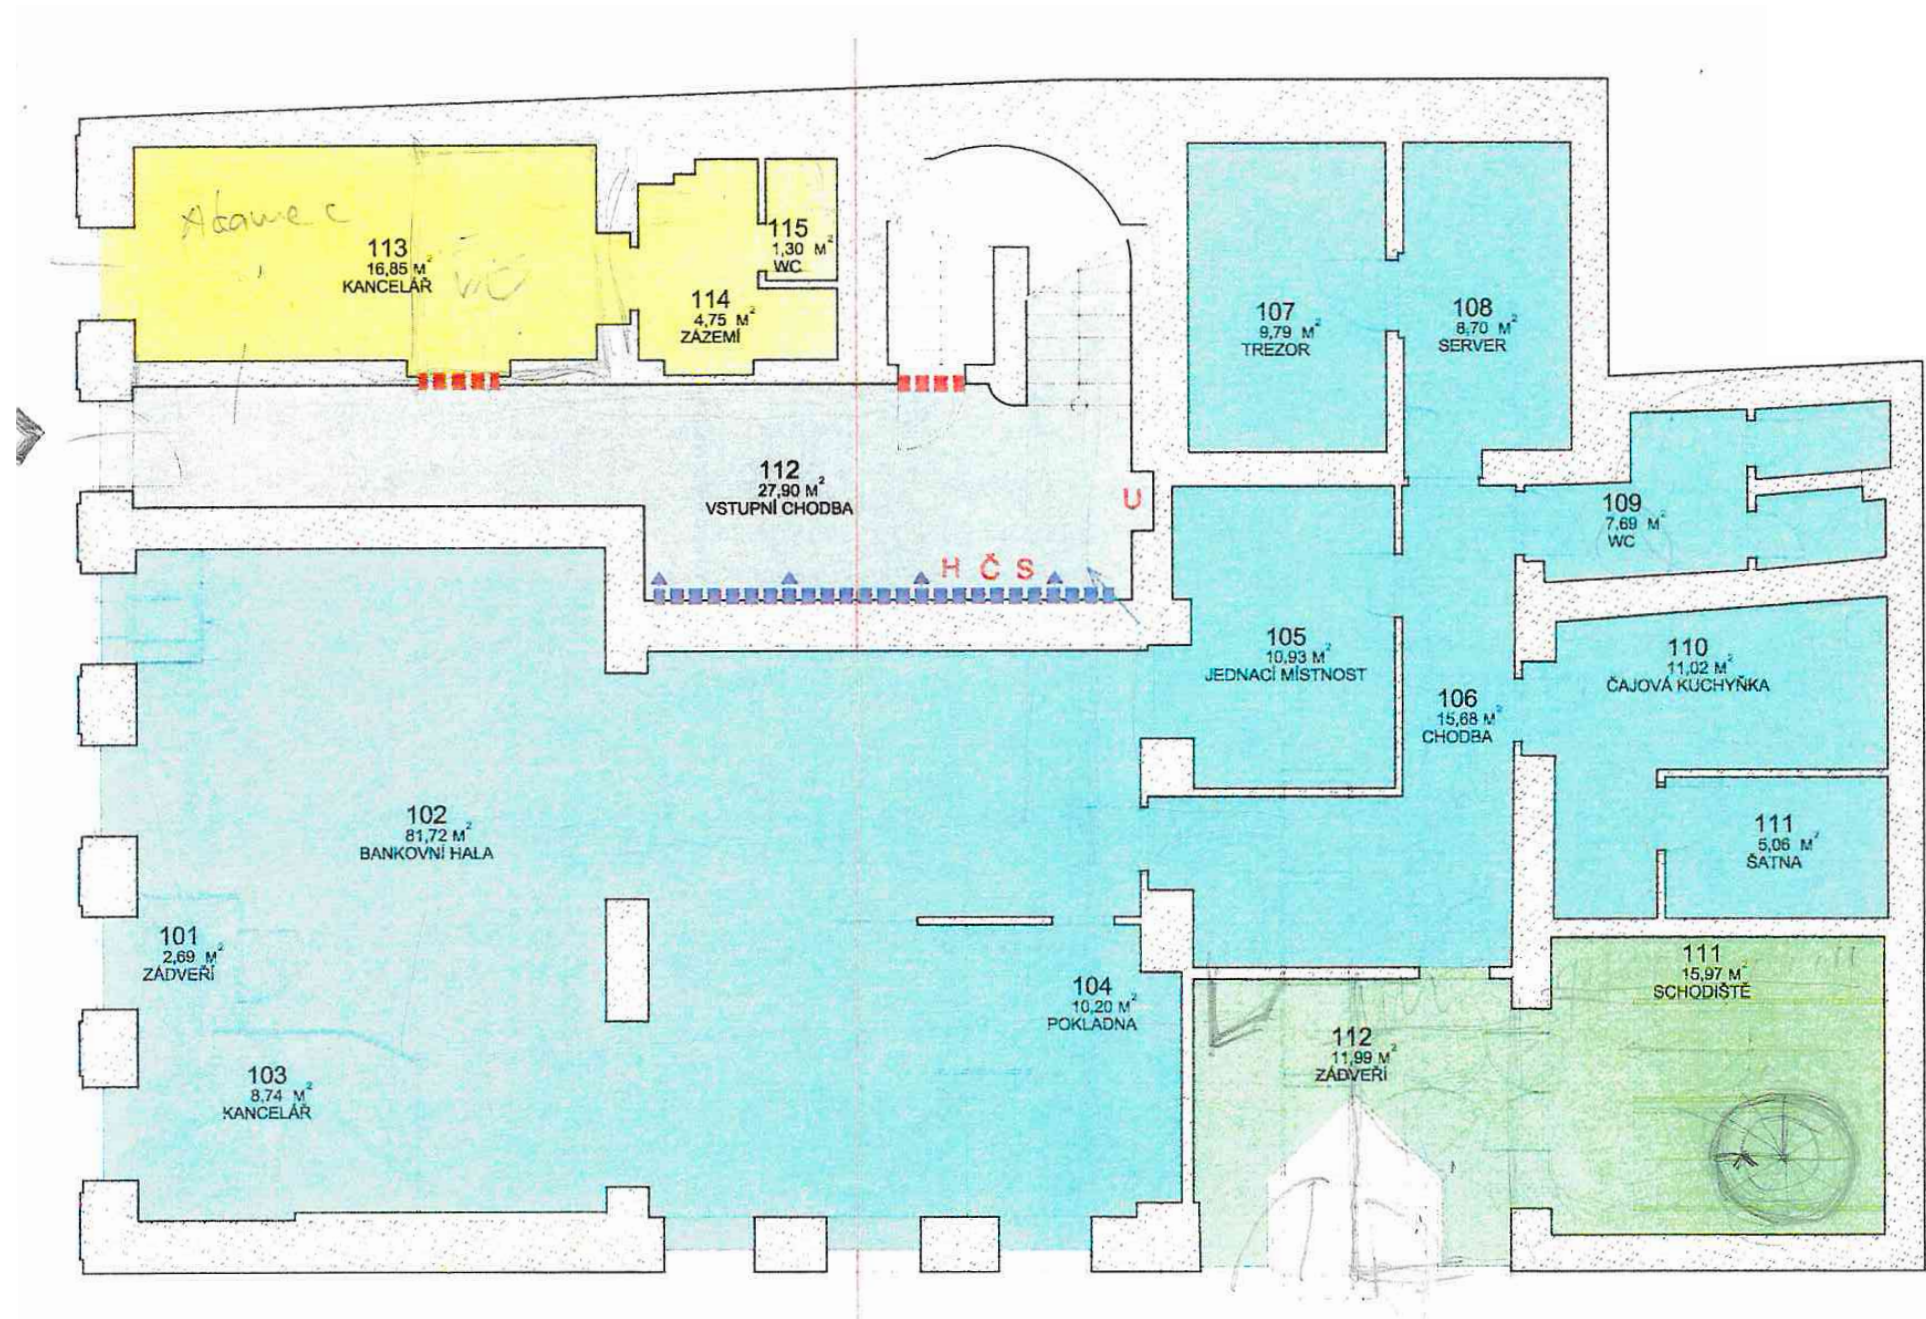 113
16,85 M²
KANCELÁŘ
115
1,30 M²
WC
114
4,75 M²
ZÁZEMÍ
107
9,79 M²
TREZOR
108
8,70 M²
SERVER
112
27,90 M²
VSTUPNÍ CHODBA
U
H Č S
109
7,69 M²
WC
105
10,93 M²
JEDNACÍ MÍSTNOST
110
11,02 M²
ČAJOVÁ KUCHYŇKA
106
15,68 M²
CHODBA
102
81,72 M²
BANKOVNÍ HALA
111
5,06 M²
ŠATNA
101
2,69 M²
ZÁDVEŘÍ
111
15,97 M²
SCHODIŠTĚ
104
10,20 M²
POKLADNA
112
11,99 M²
ZÁDVEŘÍ
103
8,74 M²
KANCELÁŘ